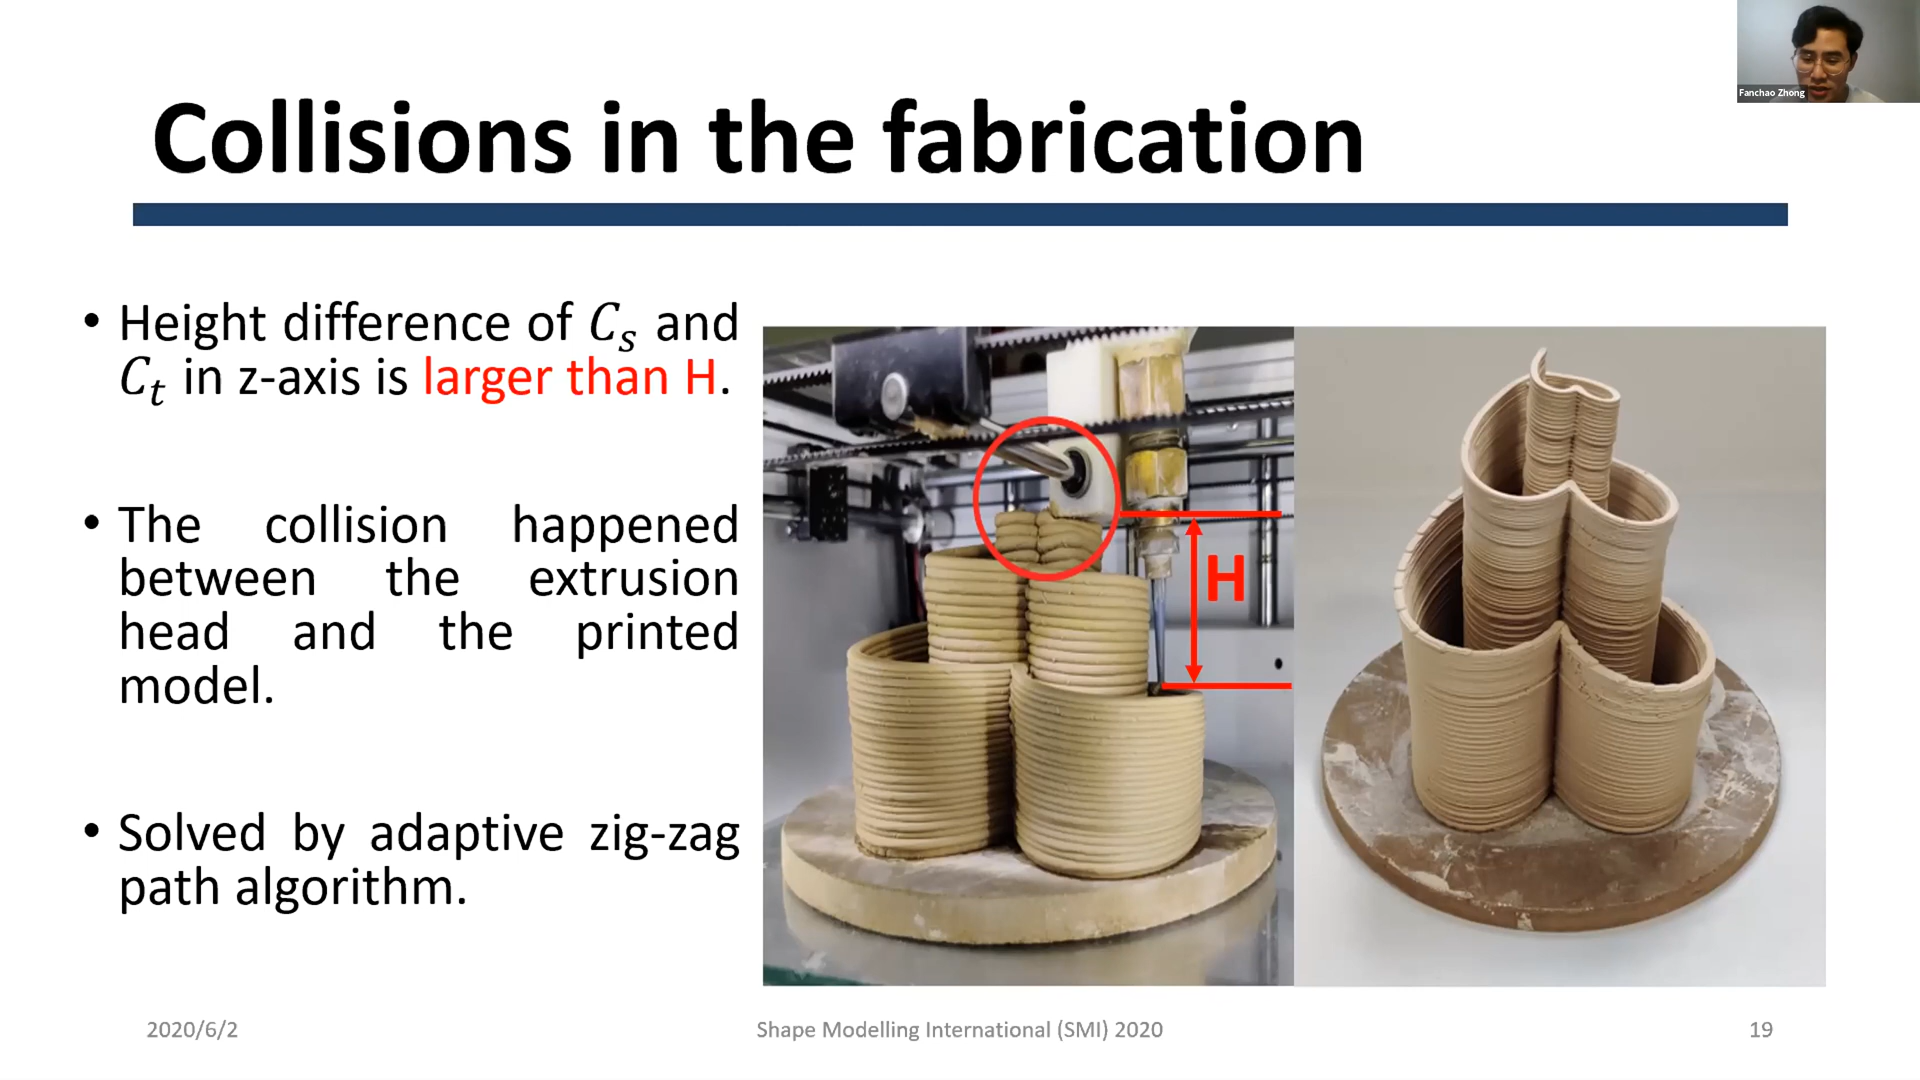 Fanchao Zhong
Collisions in the fabrication
• Height difference of Cₛ and
Cₜ in z-axis is larger than H.
• The collision happened
between the extrusion
head and the printed
model.
• Solved by adaptive zig-zag
path algorithm.
H
2020/6/2
Shape Modelling International (SMI) 2020
19